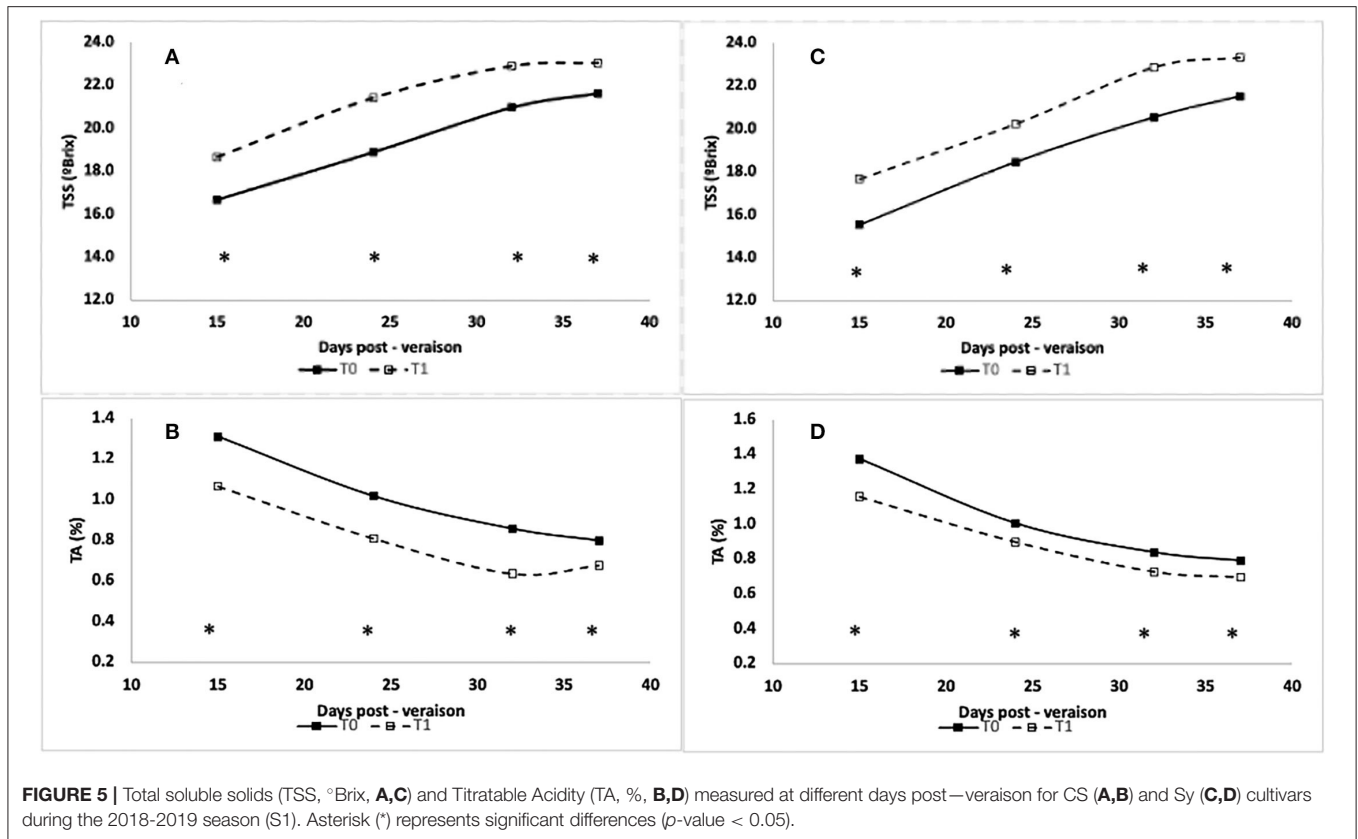 A
24.0
22.0
20.0
18.0
16.0
14.0
12.0
TSS (ºBrix)
* * * *
10 15 20 25 30 35 40
Days post - veraison
T0 T1
C
24.0
22.0
20.0
18.0
16.0
14.0
12.0
TSS (ºBrix)
* * * *
10 15 20 25 30 35 40
Days post - veraison
T0 T1
B
1.4
1.2
1.0
0.8
0.6
0.4
0.2
TA (%)
* * * *
10 15 20 25 30 35 40
Days post - veraison
T0 T1
D
1.6
1.4
1.2
1.0
0.8
0.6
0.4
0.2
TA (%)
* * * *
10 15 20 25 30 35 40
Days post - veraison
T0 T1
FIGURE 5 | Total soluble solids (TSS, °Brix, A,C) and Titratable Acidity (TA, %, B,D) measured at different days post—veraison for CS (A,B) and Sy (C,D) cultivars
during the 2018-2019 season (S1). Asterisk (*) represents significant differences (p-value < 0.05).